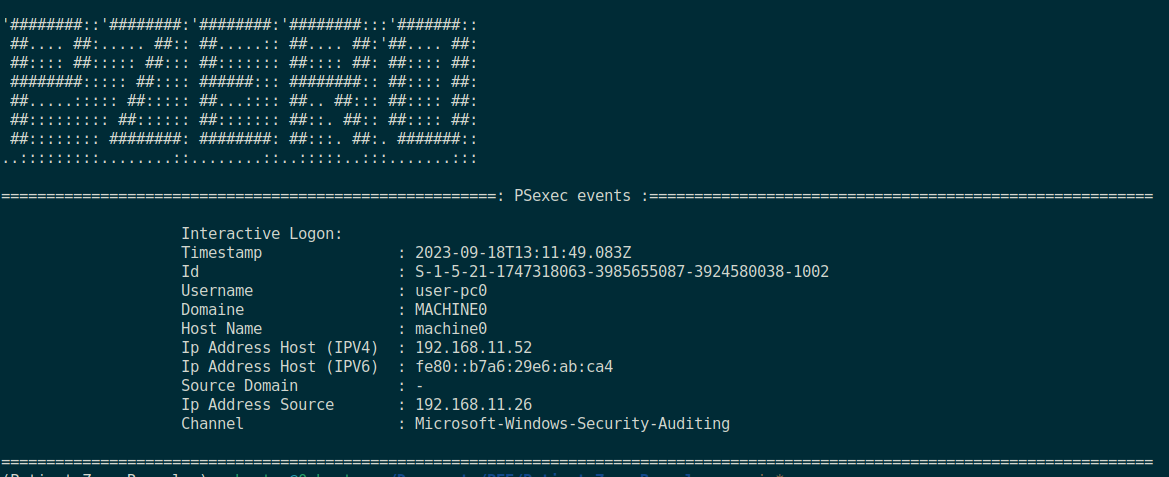 '########::'########:'########:'########:::'#######::
 ##.... ##:..... ##:: ##.....:: ##.... ##:'##.... ##:
 ##:::: ##::::: ##::: ##::::::: ##:::: ##: ##:::: ##:
 ########::::: ##:::: ######::: ########:: ##:::: ##:
 ##.....::::: ##::::: ##...:::: ##.. ##::: ##:::: ##:
 ##::::::::: ##:::::: ##::::::: ##::. ##:: ##:::: ##:
 ##:::::::: ########: ########: ##:::. ##:. #######::
..:::::::::........::........::..:::::..:::.......:::
=======================================================: PSexec events :========================================================
Interactive Logon:
Timestamp : 2023-09-18T13:11:49.083Z
Id : S-1-5-21-1747318063-3985655087-3924580038-1002
Username : user-pc0
Domaine : MACHINE0
Host Name : machine0
Ip Address Host (IPV4) : 192.168.11.52
Ip Address Host (IPV6) : fe80::b7a6:29e6:ab:ca4
Source Domain : -
Ip Address Source : 192.168.11.26
Channel : Microsoft-Windows-Security-Auditing
================================================================================================================================